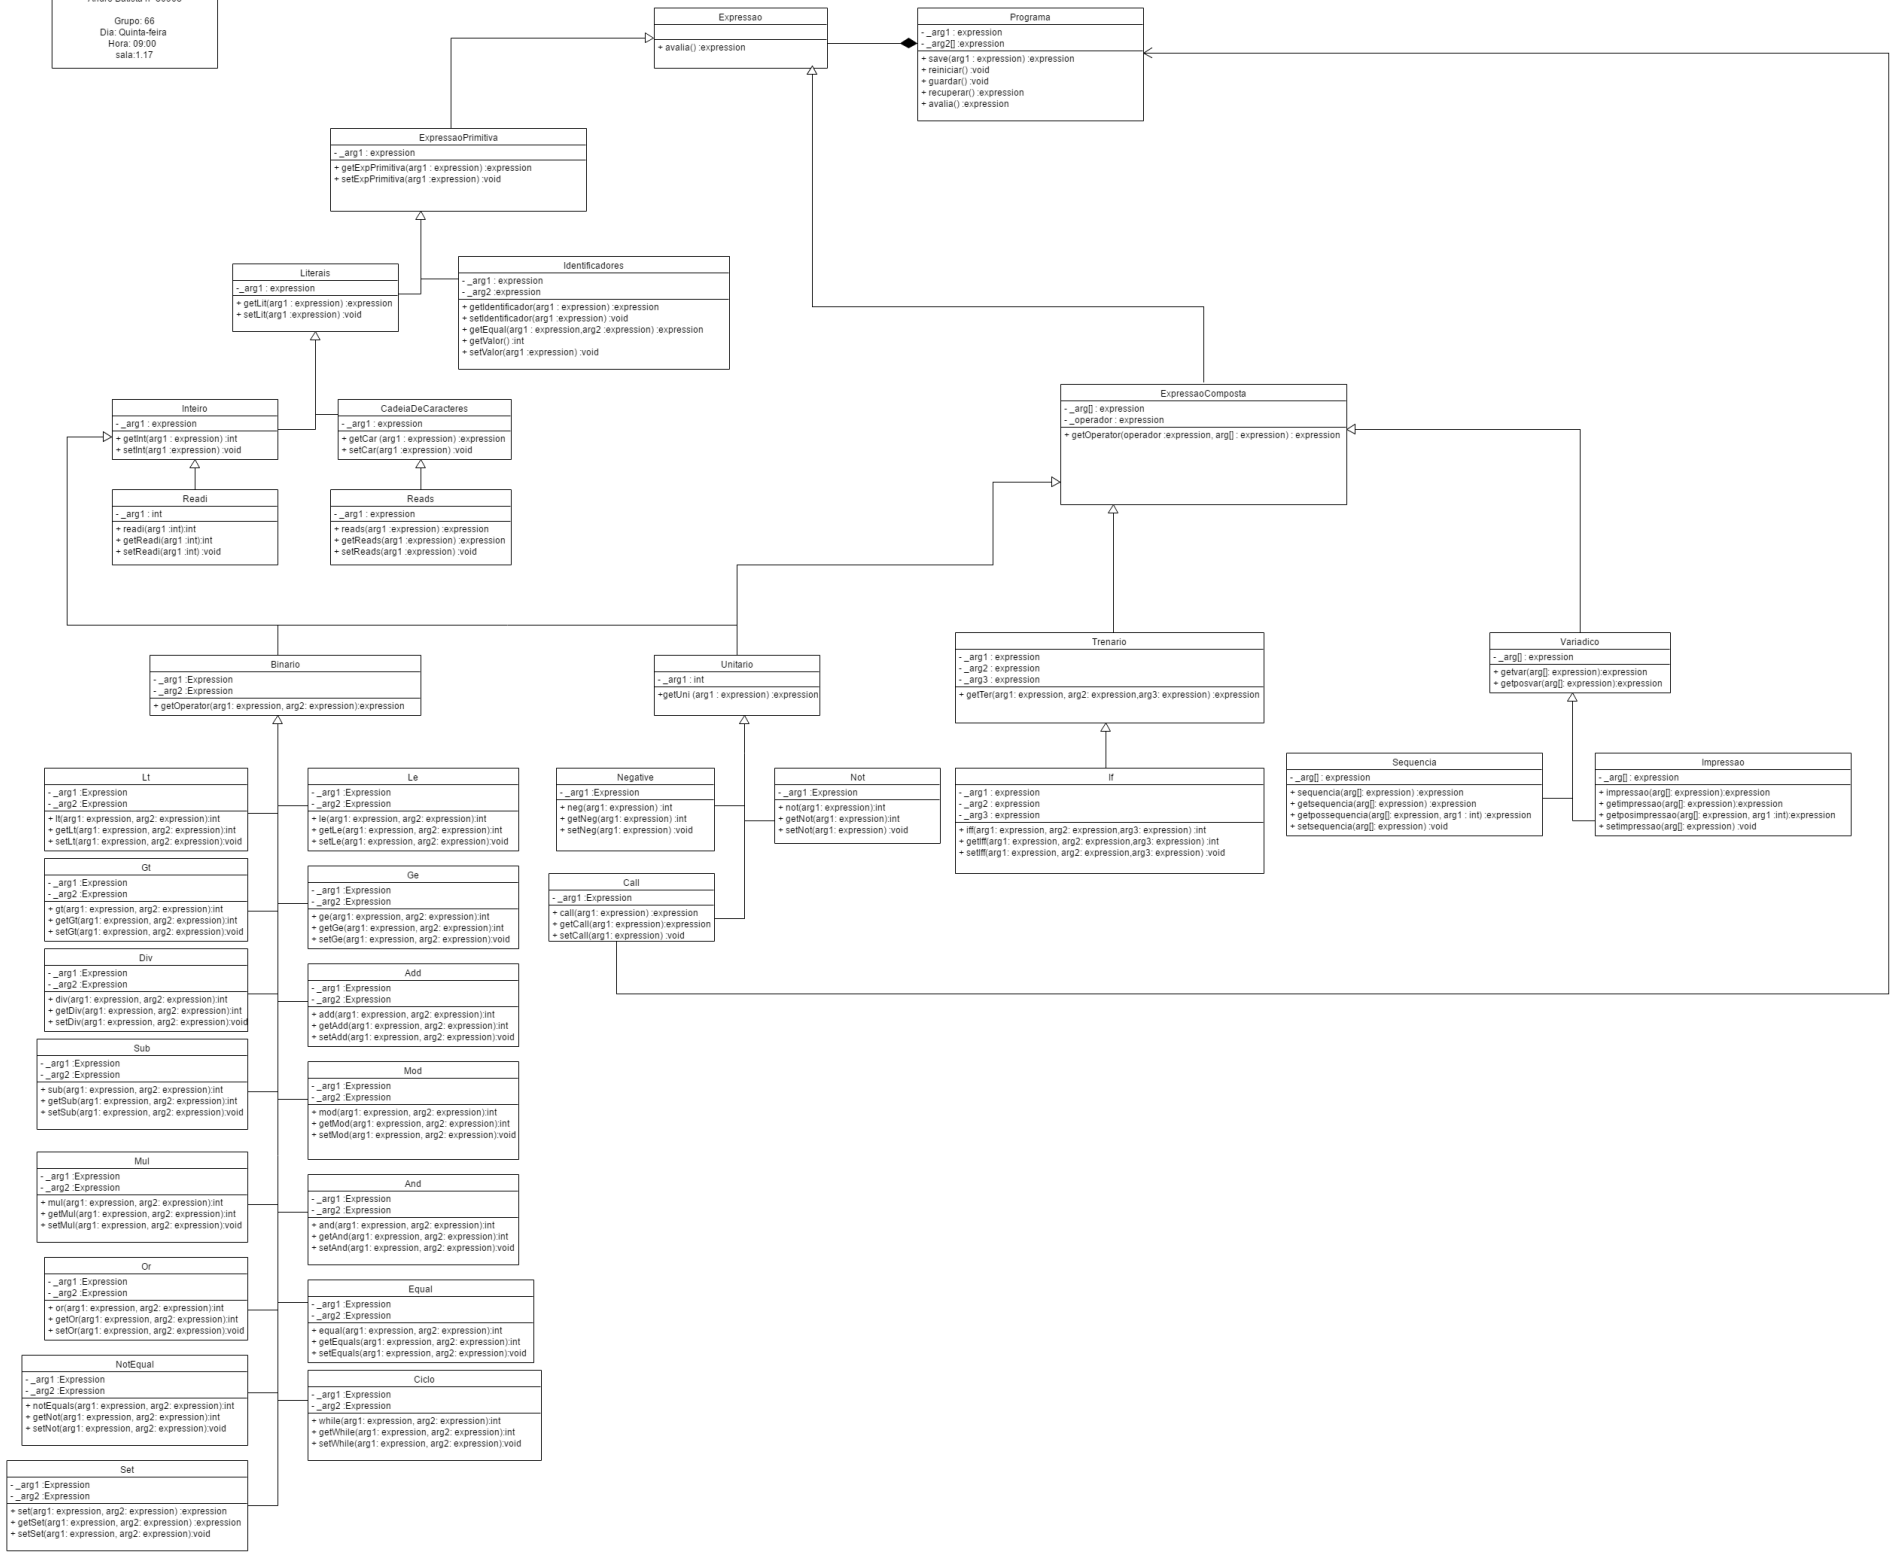 Grupo: 66
Dia: Quinta-feira
Hora: 09:00
sala:1.17
Expressao
+ avalia() :expression
Programa
- _arg1 : expression
- _arg2[] :expression
+ save(arg1 : expression) :expression
+ reiniciar() :void
+ guardar() :void
+ recuperar() :expression
+ avalia() :expression
ExpressaoPrimitiva
- _arg1 : expression
+ getExpPrimitiva(arg1 : expression) :expression
+ setExpPrimitiva(arg1 :expression) :void
Literais
-_arg1 : expression
+ getLit(arg1 : expression) :expression
+ setLit(arg1 :expression) :void
Identificadores
- _arg1 : expression
- _arg2 :expression
+ getIdentificador(arg1 : expression) :expression
+ setIdentificador(arg1 :expression) :void
+ getEqual(arg1 : expression,arg2 :expression) :expression
+ getValor() :int
+ setValor(arg1 :expression) :void
Inteiro
- _arg1 : expression
+ getInt(arg1 : expression) :int
+ setInt(arg1 :expression) :void
CadeiaDeCaracteres
- _arg1 : expression
+ getCar (arg1 : expression) :expression
+ setCar(arg1 :expression) :void
ExpressaoComposta
- _arg[] : expression
- _operador : expression
+ getOperator(operador :expression, arg[] : expression) : expression
Readi
- _arg1 : int
+ readi(arg1 :int):int
+ getReadi(arg1 :int):int
+ setReadi(arg1 :int) :void
Reads
- _arg1 : expression
+ reads(arg1 :expression) :expression
+ getReads(arg1 :expression) :expression
+ setReads(arg1 :expression) :void
Binario
- _arg1 :Expression
- _arg2 :Expression
+ getOperator(arg1: expression, arg2: expression):expression
Unitario
- _arg1 : int
+getUni (arg1 : expression) :expression
Trenario
- _arg1 : expression
- _arg2 : expression
- _arg3 : expression
+ getTer(arg1: expression, arg2: expression,arg3: expression) :expression
Variadico
- _arg[] : expression
+ getvar(arg[]: expression):expression
+ getposvar(arg[]: expression):expression
Lt
- _arg1 :Expression
- _arg2 :Expression
+ lt(arg1: expression, arg2: expression):int
+ getLt(arg1: expression, arg2: expression):int
+ setLt(arg1: expression, arg2: expression):void
Le
- _arg1 :Expression
- _arg2 :Expression
+ le(arg1: expression, arg2: expression):int
+ getLe(arg1: expression, arg2: expression):int
+ setLe(arg1: expression, arg2: expression):void
Negative
- _arg1 :Expression
+ neg(arg1: expression) :int
+ getNeg(arg1: expression) :int
+ setNeg(arg1: expression) :void
Not
- _arg1 :Expression
+ not(arg1: expression):int
+ getNot(arg1: expression):int
+ setNot(arg1: expression) :void
If
- _arg1 : expression
- _arg2 : expression
- _arg3 : expression
+ iff(arg1: expression, arg2: expression,arg3: expression) :int
+ getIff(arg1: expression, arg2: expression,arg3: expression) :int
+ setIff(arg1: expression, arg2: expression,arg3: expression) :void
Sequencia
- _arg[] : expression
+ sequencia(arg[]: expression) :expression
+ getsequencia(arg[]: expression) :expression
+ getpossequencia(arg[]: expression, arg1 : int) :expression
+ setsequencia(arg[]: expression) :void
Impressao
- _arg[] : expression
+ impressao(arg[]: expression):expression
+ getimpressao(arg[]: expression):expression
+ getposimpressao(arg[]: expression, arg1 :int):expression
+ setimpressao(arg[]: expression) :void
Gt
- _arg1 :Expression
- _arg2 :Expression
+ gt(arg1: expression, arg2: expression):int
+ getGt(arg1: expression, arg2: expression):int
+ setGt(arg1: expression, arg2: expression):void
Ge
- _arg1 :Expression
- _arg2 :Expression
+ ge(arg1: expression, arg2: expression):int
+ getGe(arg1: expression, arg2: expression):int
+ setGe(arg1: expression, arg2: expression):void
Call
- _arg1 :Expression
+ call(arg1: expression) :expression
+ getCall(arg1: expression):expression
+ setCall(arg1: expression) :void
Div
- _arg1 :Expression
- _arg2 :Expression
+ div(arg1: expression, arg2: expression):int
+ getDiv(arg1: expression, arg2: expression):int
+ setDiv(arg1: expression, arg2: expression):void
Add
- _arg1 :Expression
- _arg2 :Expression
+ add(arg1: expression, arg2: expression):int
+ getAdd(arg1: expression, arg2: expression):int
+ setAdd(arg1: expression, arg2: expression):void
Sub
- _arg1 :Expression
- _arg2 :Expression
+ sub(arg1: expression, arg2: expression):int
+ getSub(arg1: expression, arg2: expression):int
+ setSub(arg1: expression, arg2: expression):void
Mod
- _arg1 :Expression
- _arg2 :Expression
+ mod(arg1: expression, arg2: expression):int
+ getMod(arg1: expression, arg2: expression):int
+ setMod(arg1: expression, arg2: expression):void
Mul
- _arg1 :Expression
- _arg2 :Expression
+ mul(arg1: expression, arg2: expression):int
+ getMul(arg1: expression, arg2: expression):int
+ setMul(arg1: expression, arg2: expression):void
And
- _arg1 :Expression
- _arg2 :Expression
+ and(arg1: expression, arg2: expression):int
+ getAnd(arg1: expression, arg2: expression):int
+ setAnd(arg1: expression, arg2: expression):void
Or
- _arg1 :Expression
- _arg2 :Expression
+ or(arg1: expression, arg2: expression):int
+ getOr(arg1: expression, arg2: expression):int
+ setOr(arg1: expression, arg2: expression):void
Equal
- _arg1 :Expression
- _arg2 :Expression
+ equal(arg1: expression, arg2: expression):int
+ getEquals(arg1: expression, arg2: expression):int
+ setEquals(arg1: expression, arg2: expression):void
NotEqual
- _arg1 :Expression
- _arg2 :Expression
+ notEquals(arg1: expression, arg2: expression):int
+ getNot(arg1: expression, arg2: expression):int
+ setNot(arg1: expression, arg2: expression):void
Ciclo
- _arg1 :Expression
- _arg2 :Expression
+ while(arg1: expression, arg2: expression):int
+ getWhile(arg1: expression, arg2: expression):int
+ setWhile(arg1: expression, arg2: expression):void
Set
- _arg1 :Expression
- _arg2 :Expression
+ set(arg1: expression, arg2: expression) :expression
+ getSet(arg1: expression, arg2: expression) :expression
+ setSet(arg1: expression, arg2: expression):void